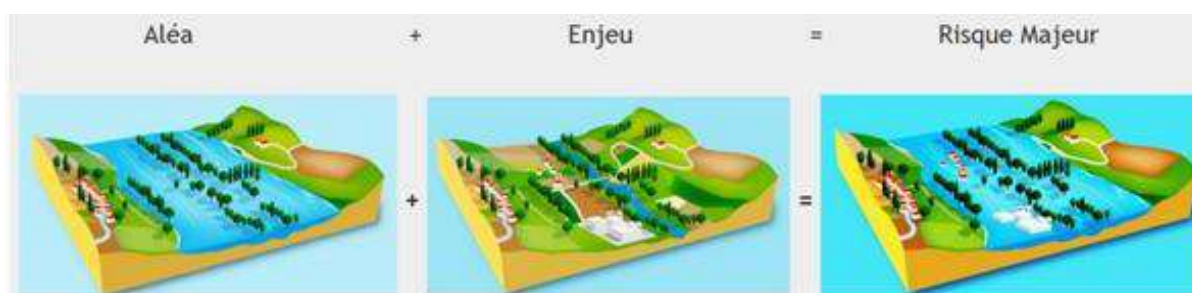 Aléa + Enjeu = Risque Majeur
+ =